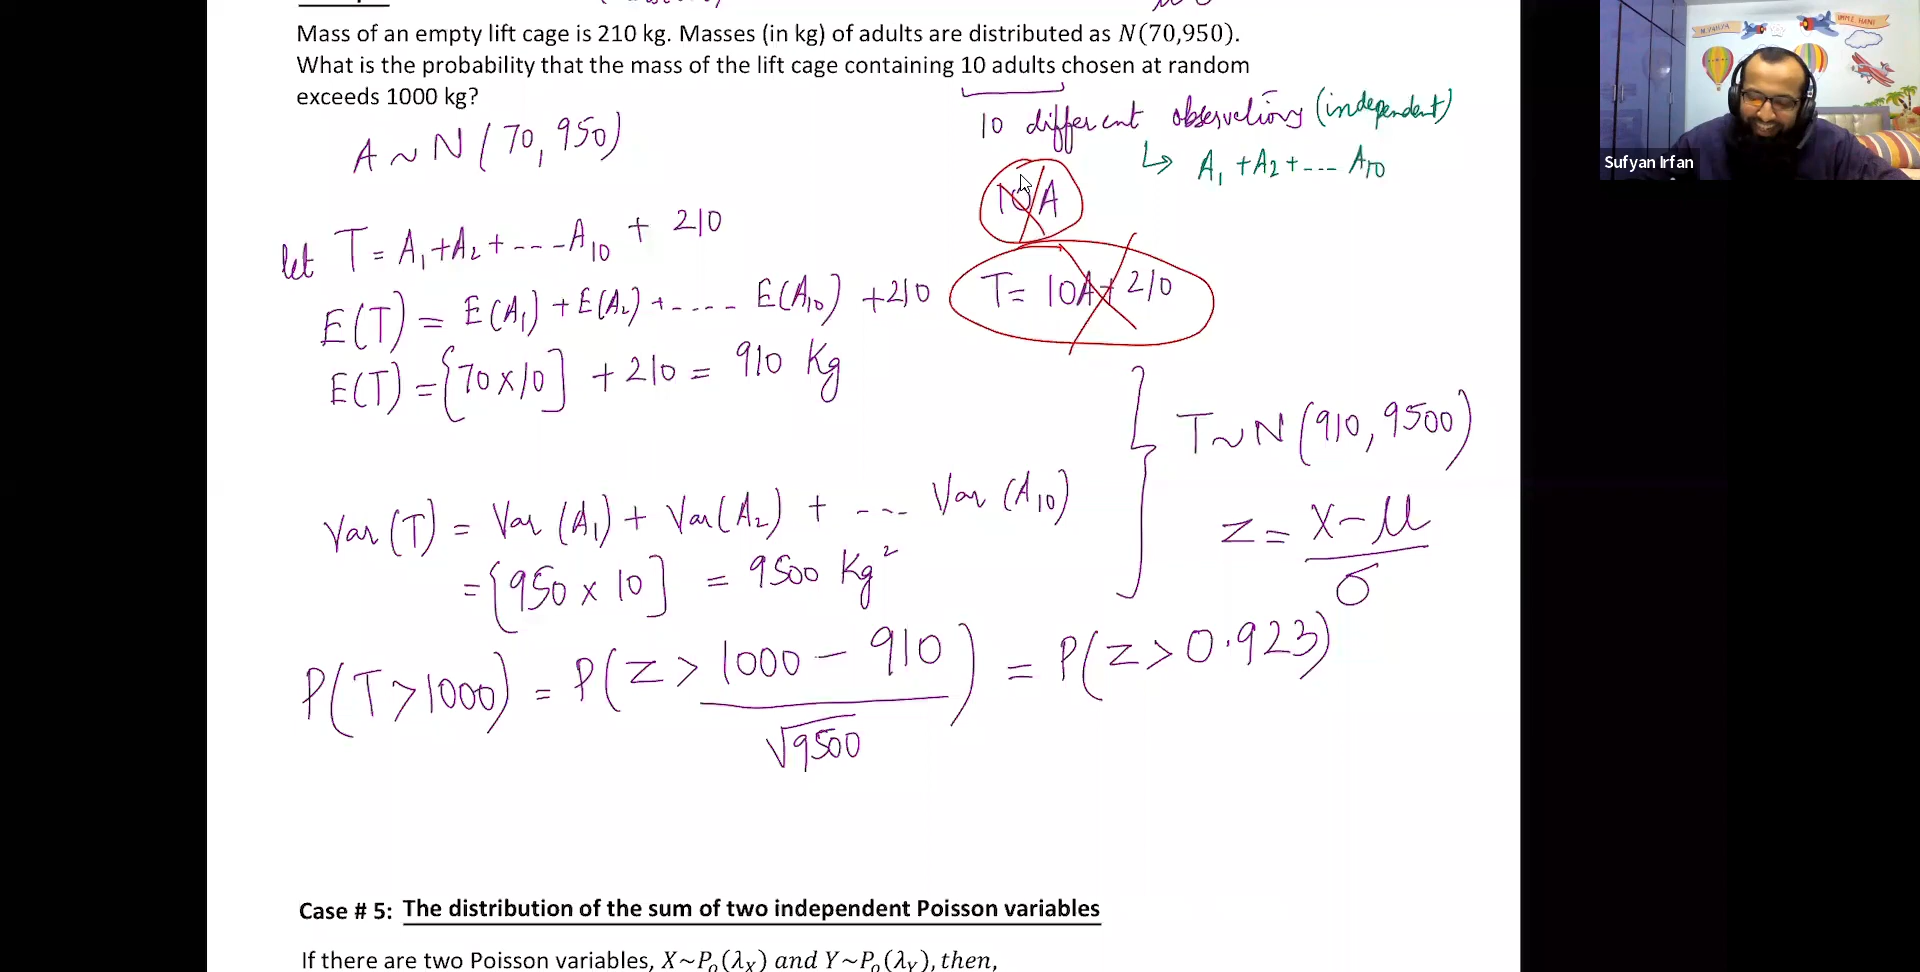 Mass of an empty lift cage is 210 kg. Masses (in kg) of adults are distributed as N(70,950).
What is the probability that the mass of the lift cage containing 10 adults chosen at random
exceeds 1000 kg?
10 different observations (independent)
↳ A₁ + A₂ + --- A₁₀
A ~ N (70, 950)
10A
let T = A₁ + A₂ + --- A₁₀ + 210
T = 10A + 210
E(T) = E(A₁) + E(A₂) + ---- E(A₁₀) + 210
E(T) = [70 × 10] + 210 = 910 Kg
T ~ N (910, 9500)
Var (T) = Var (A₁) + Var(A₂) + --- Var (A₁₀)
= [950 × 10] = 9500 Kg²
Z = X − μ / σ
P(T > 1000) = P(Z > 1000 − 910 / √9500) = P(Z > 0.923)
Case # 5: The distribution of the sum of two independent Poisson variables
If there are two Poisson variables, X~Pₒ(λ_X) and Y~Pₒ(λ_Y), then,
Sufyan Irfan